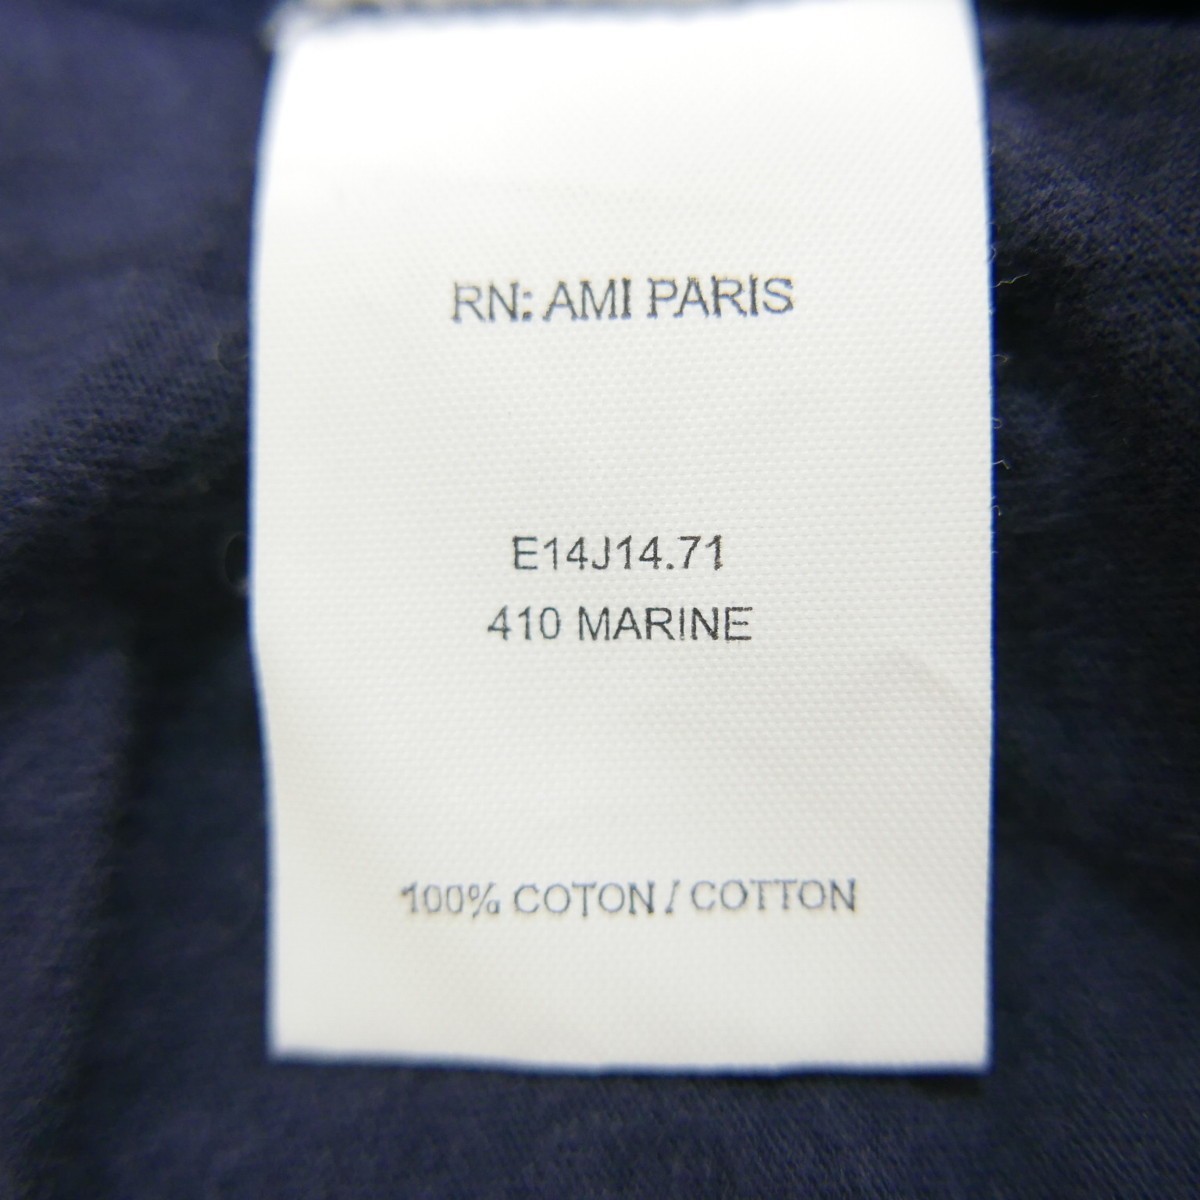 RN: AMI PARIS
E14J14.71
410 MARINE
100% COTON / COTTON